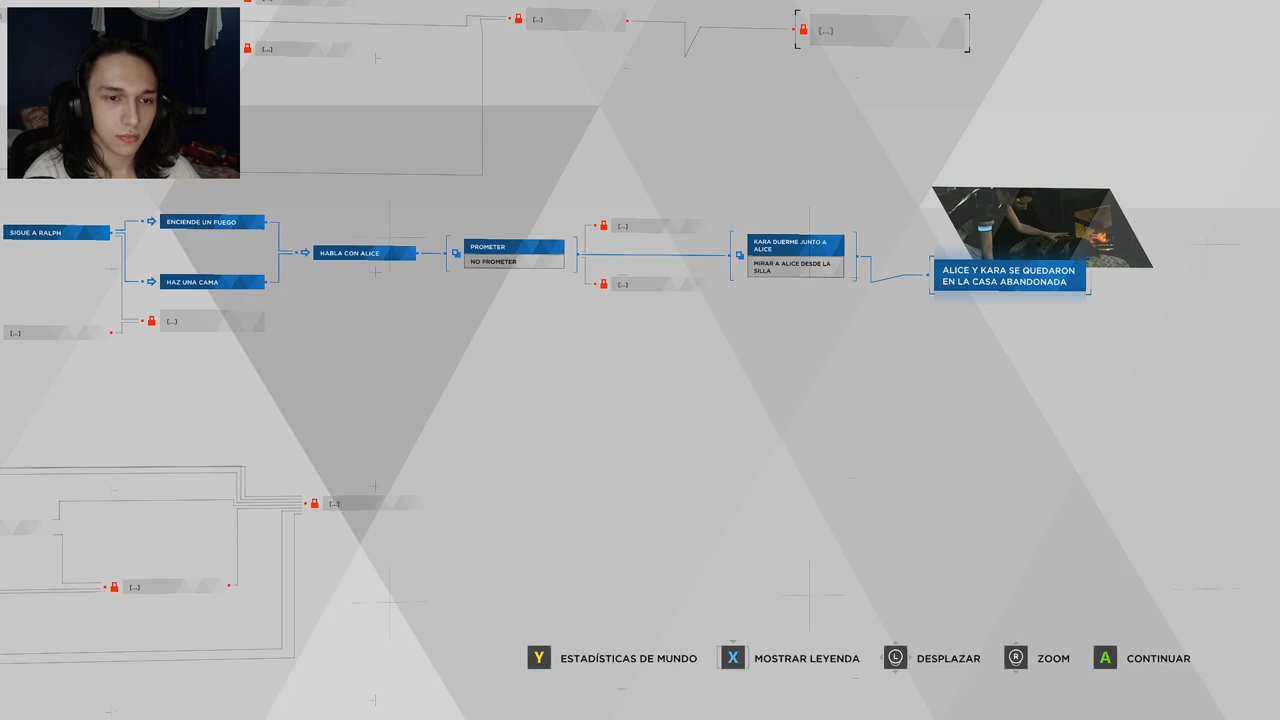 [...]
[...]
[...]
SIGUE A RALPH
ENCIENDE UN FUEGO
HAZ UNA CAMA
[...]
[...]
HABLA CON ALICE
PROMETER
NO PROMETER
[...]
[...]
KARA DUERME JUNTO A
ALICE
MIRAR A ALICE DESDE LA
SILLA
ALICE Y KARA SE QUEDARON
EN LA CASA ABANDONADA
[...]
[...]
Y ESTADÍSTICAS DE MUNDO
X MOSTRAR LEYENDA
L DESPLAZAR
R ZOOM
A CONTINUAR